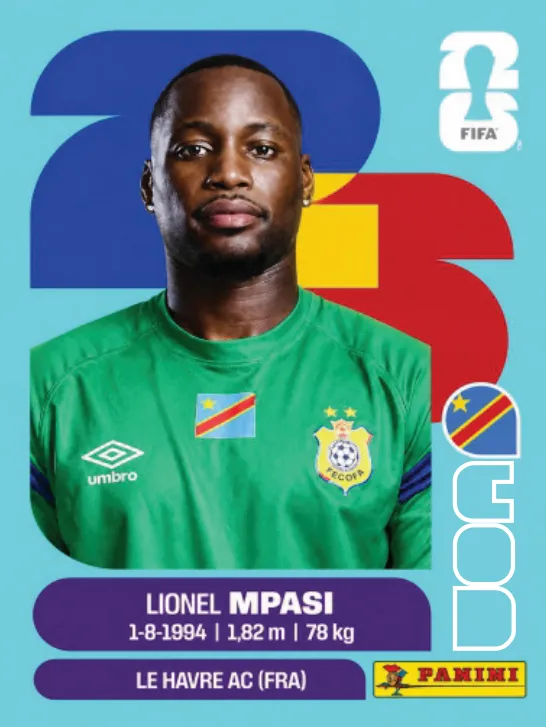 FIFA
umbro
FECOFA
COD
LIONEL MPASI
1-8-1994 | 1,82 m | 78 kg
LE HAVRE AC (FRA)
PANINI